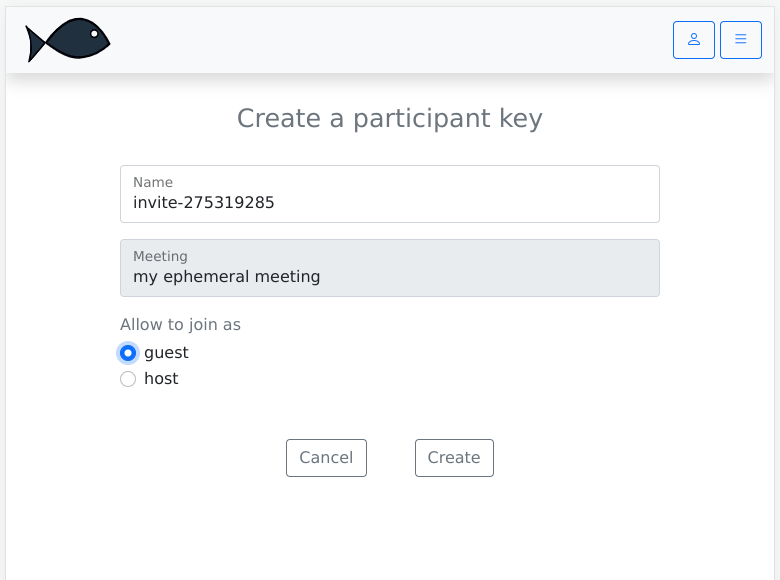 Create a participant key
Name
invite-275319285
Meeting
my ephemeral meeting
Allow to join as
guest
host
Cancel
Create